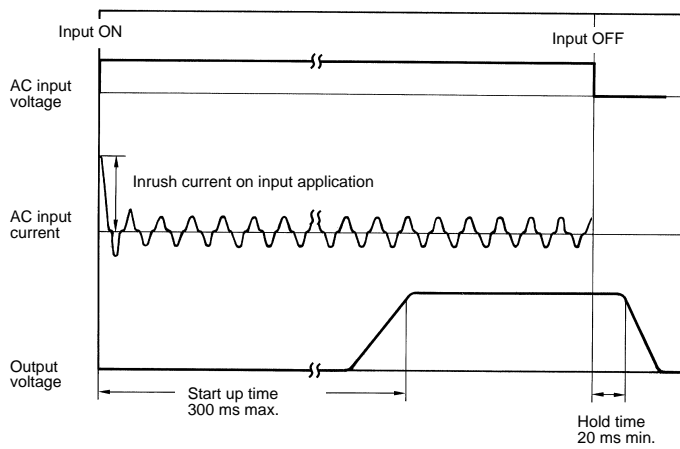 Input ON
Input OFF
AC input
voltage
Inrush current on input application
AC input
current
Output
voltage
Start up time
300 ms max.
Hold time
20 ms min.